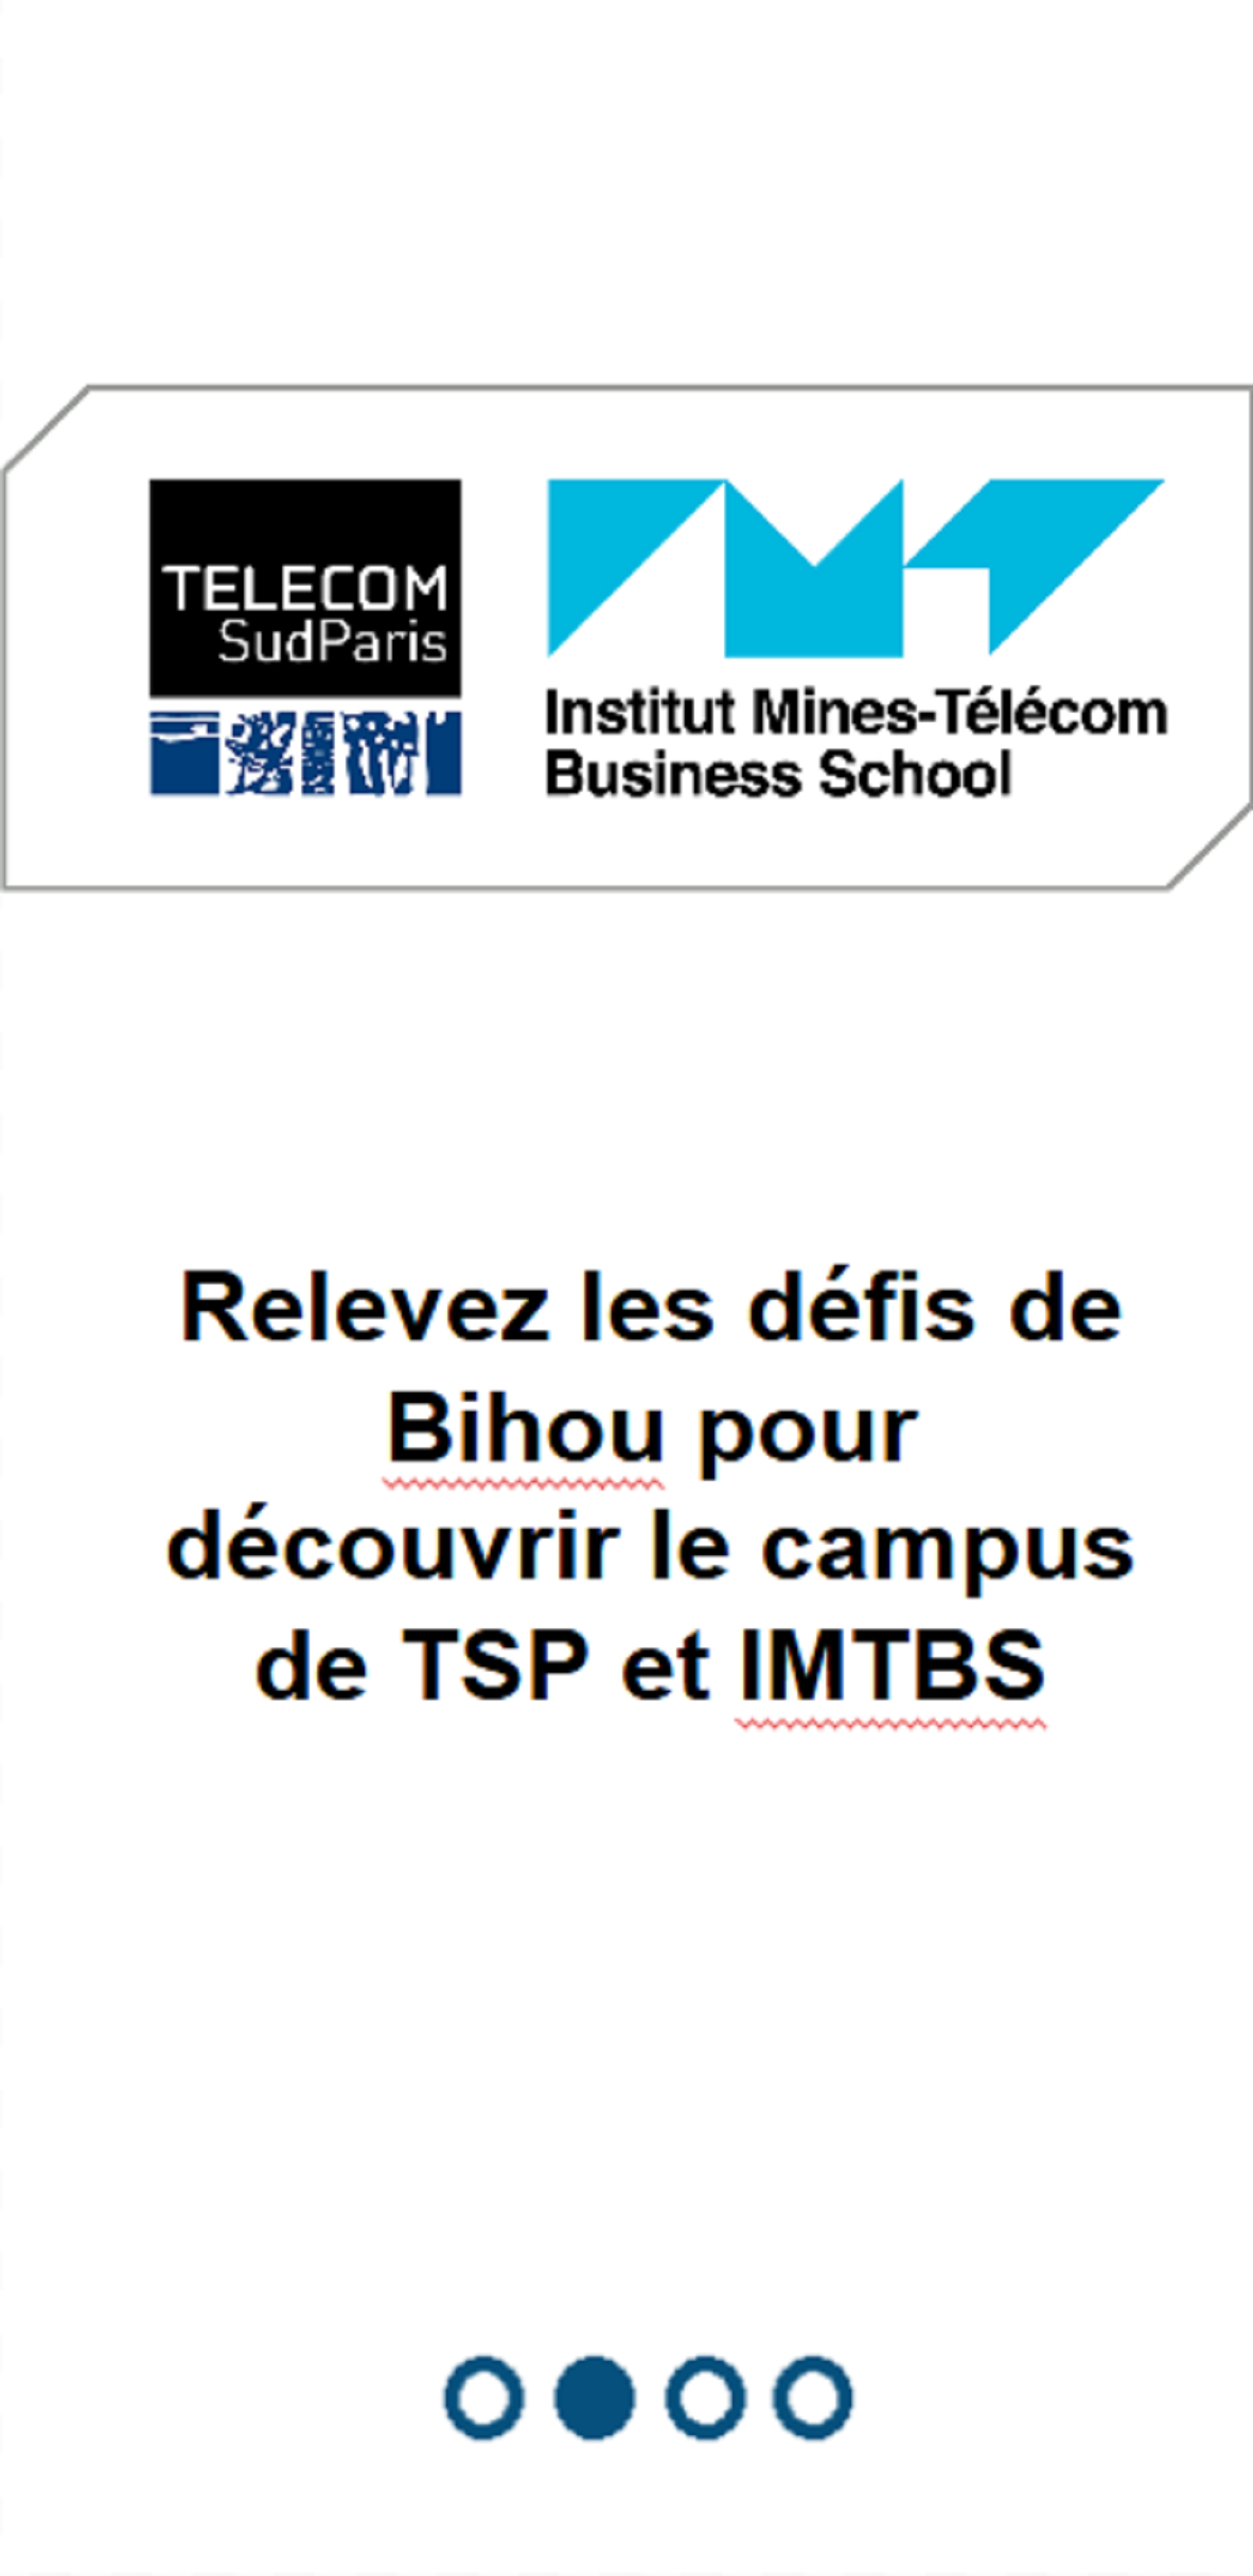 TELECOM
SudParis
Institut Mines-Télécom
Business School
Relevez les défis de
Bihou pour
découvrir le campus
de TSP et IMTBS